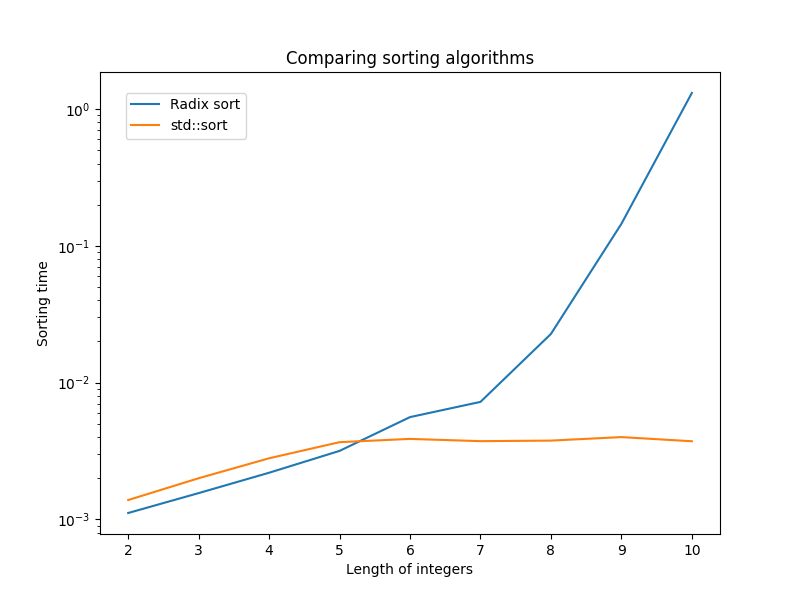 Comparing sorting algorithms
Radix sort
std::sort
10⁰
10⁻¹
10⁻²
10⁻³
Sorting time
2 3 4 5 6 7 8 9 10
Length of integers